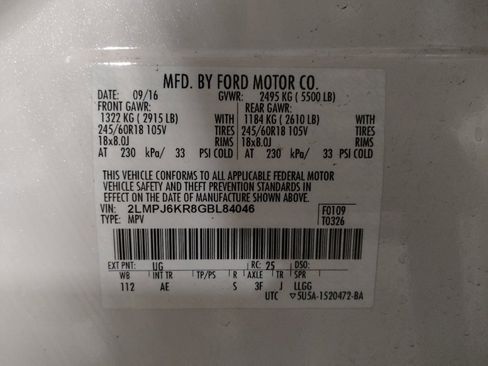 MFD. BY FORD MOTOR CO.
DATE: 09/16 GVWR: 2495 KG ( 5500 LB)
FRONT GAWR: REAR GAWR:
1322 KG ( 2915 LB) WITH 1184 KG ( 2610 LB) WITH
245/60R18 105V TIRES 245/60R18 105V TIRES
18x8.0J RIMS 18x8.0J RIMS
AT 230 kPa/ 33 PSI COLD AT 230 kPa/ 33 PSI COLD
THIS VEHICLE CONFORMS TO ALL APPLICABLE FEDERAL MOTOR
VEHICLE SAFETY AND THEFT PREVENTION STANDARDS IN
EFFECT ON THE DATE OF MANUFACTURE SHOWN ABOVE.
VIN: 2LMPJ6KR8GBL84046 F0109
TYPE: MPV T0326
EXT PNT: UG RC: 25 DSO:
WB INT TR TP/PS R AXLE TR SPR
112 AE S 3F J LLGG
UTC ▽5U5A-1520472-BA